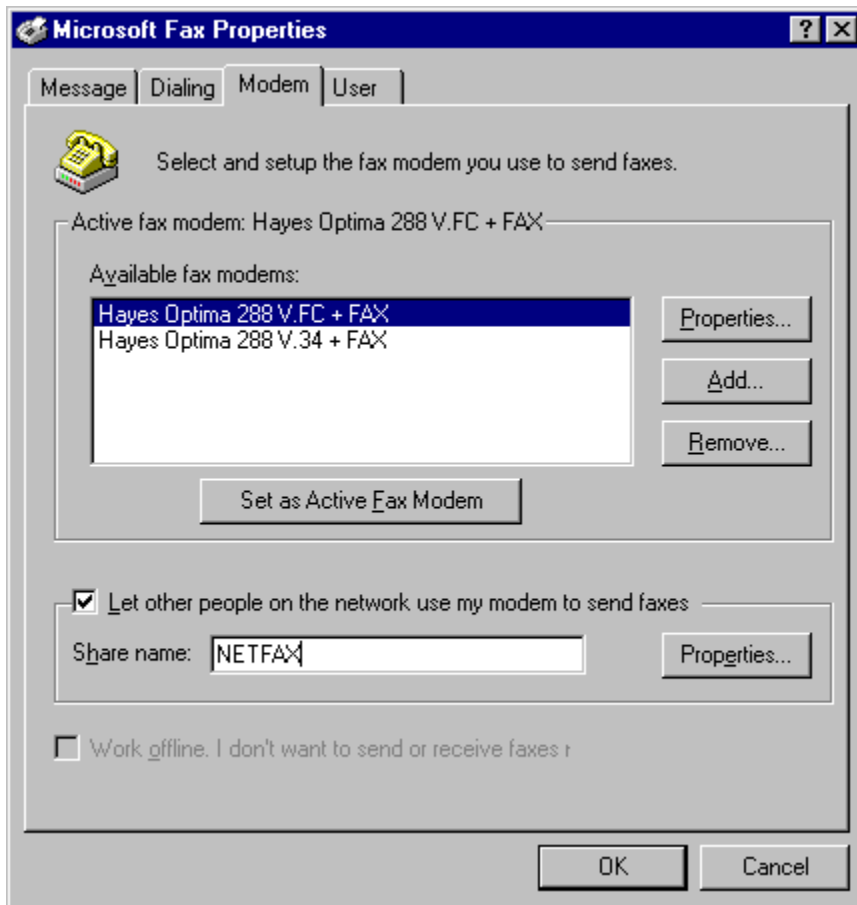 Microsoft Fax Properties
Message Dialing Modem User
Select and setup the fax modem you use to send faxes.
Active fax modem: Hayes Optima 288 V.FC + FAX
Available fax modems:
Hayes Optima 288 V.FC + FAX
Hayes Optima 288 V.34 + FAX
Properties...
Add...
Remove...
Set as Active Fax Modem
Let other people on the network use my modem to send faxes
Share name: NETFAX Properties...
Work offline. I don't want to send or receive faxes
OK Cancel